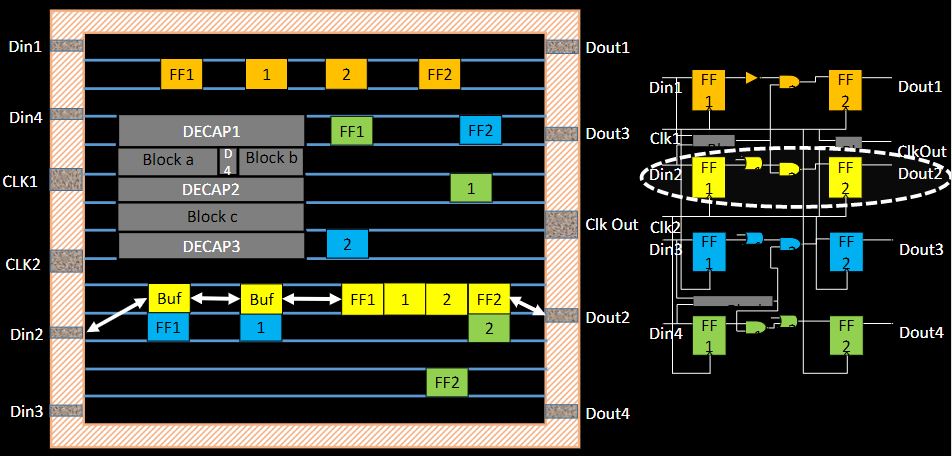 Din1
Dout1
FF1 1 2 FF2
Din4
DECAP1 FF1 FF2
Dout3
Block a D4 Block b
CLK1
DECAP2 1
Block c
Clk Out
DECAP3 2
CLK2
Buf Buf FF1 1 2 FF2
Dout2
Din2
FF1 1 2
FF2
Din3
Dout4
Din1 FF 1 FF 2 Dout1
Clk1
ClkOut
Din2 FF 1 FF 2 Dout2
Clk2
Din3 FF 1 FF 2 Dout3
Din4 FF 1 FF 2 Dout4